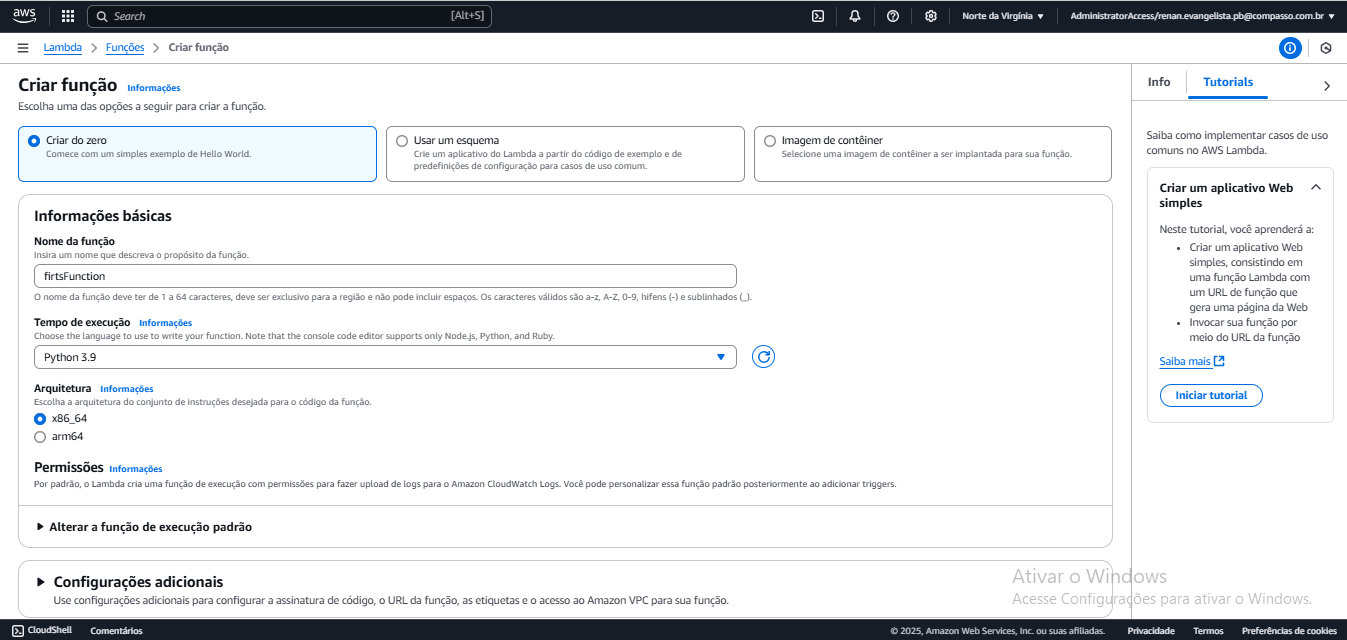 aws
Search
[Alt+S]
Norte da Virgínia
AdministratorAccess/renan.evangelista.pb@compasso.com.br
Lambda
Funções
Criar função
Criar função Informações
Escolha uma das opções a seguir para criar a função.
Criar do zero
Comece com um simples exemplo de Hello World.
Usar um esquema
Crie um aplicativo do Lambda a partir do código de exemplo e de
predefinições de configuração para casos de uso comum.
Imagem de contêiner
Selecione uma imagem de contêiner a ser implantada para sua função.
Informações básicas
Nome da função
Insira um nome que descreva o propósito da função.
firtsFunction
O nome da função deve ter de 1 a 64 caracteres, deve ser exclusivo para a região e não pode incluir espaços. Os caracteres válidos são a-z, A-Z, 0-9, hifens (-) e sublinhados (_).
Tempo de execução Informações
Choose the language to use to write your function. Note that the console code editor supports only Node.js, Python, and Ruby.
Python 3.9
Arquitetura Informações
Escolha a arquitetura do conjunto de instruções desejada para o código da função.
x86_64
arm64
Permissões Informações
Por padrão, o Lambda cria uma função de execução com permissões para fazer upload de logs para o Amazon CloudWatch Logs. Você pode personalizar essa função padrão posteriormente ao adicionar triggers.
Alterar a função de execução padrão
Configurações adicionais
Use configurações adicionais para configurar a assinatura de código, o URL da função, as etiquetas e o acesso ao Amazon VPC para sua função.
Info
Tutorials
Saiba como implementar casos de uso
comuns no AWS Lambda.
Criar um aplicativo Web
simples
Neste tutorial, você aprenderá a:
• Criar um aplicativo Web
simples, consistindo em
uma função Lambda com
um URL de função que
gera uma página da Web
• Invocar sua função por
meio do URL da função
Saiba mais
Iniciar tutorial
Ativar o Windows
Acesse Configurações para ativar o Windows.
CloudShell
Comentários
© 2025, Amazon Web Services, Inc. ou suas afiliadas.
Privacidade
Termos
Preferências de cookies